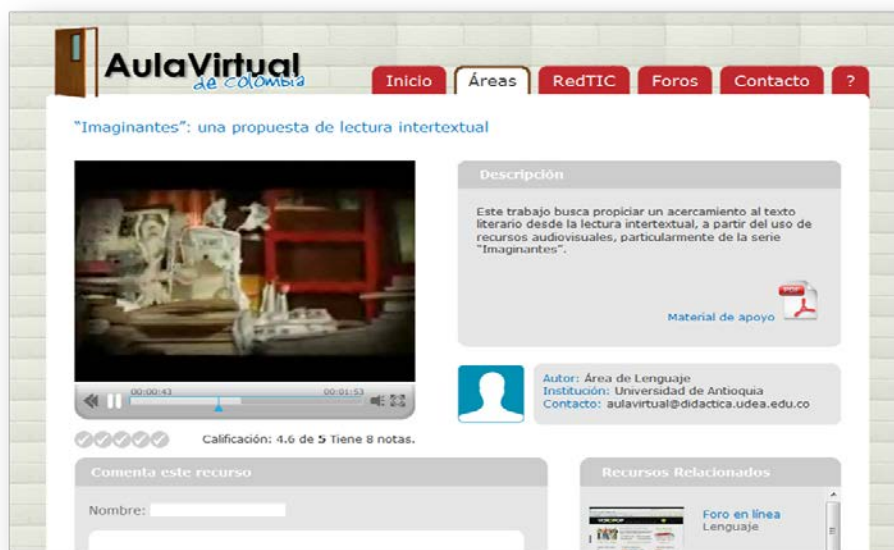 AulaVirtual
de colombia
Inicio
Áreas
RedTIC
Foros
Contacto
?
"Imaginantes": una propuesta de lectura intertextual
Descripción
Este trabajo busca propiciar un acercamiento al texto
literario desde la lectura intertextual, a partir del uso de
recursos audiovisuales, particularmente de la serie
"Imaginantes".
PDF
Material de apoyo
00:00:43
00:01:53
Autor: Área de Lenguaje
Institución: Universidad de Antioquia
Contacto: aulavirtual@didactica.udea.edu.co
Calificación: 4.6 de 5 Tiene 8 notas.
Comenta este recurso
Nombre:
Recursos Relacionados
Foro en línea
Lenguaje